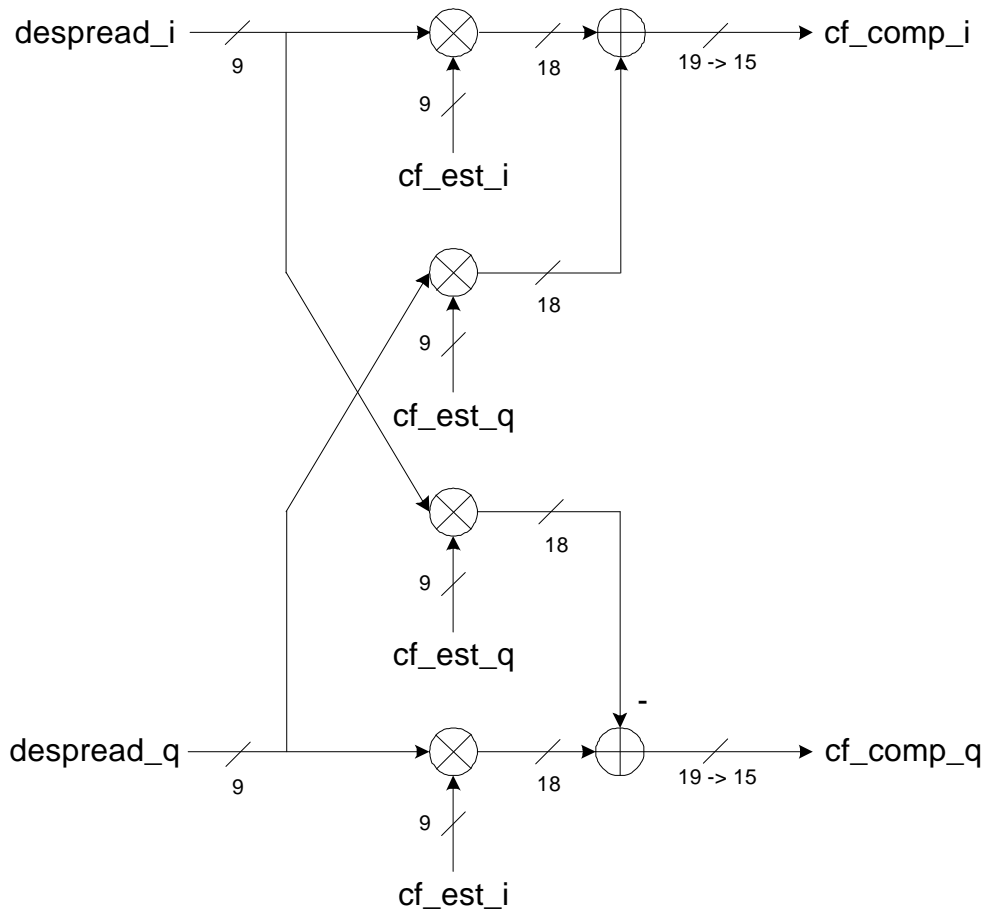 despread_i 9 18 19 -> 15 cf_comp_i
9
cf_est_i
18
9
cf_est_q
18
9
cf_est_q
-
despread_q 9 18 19 -> 15 cf_comp_q
9
cf_est_i